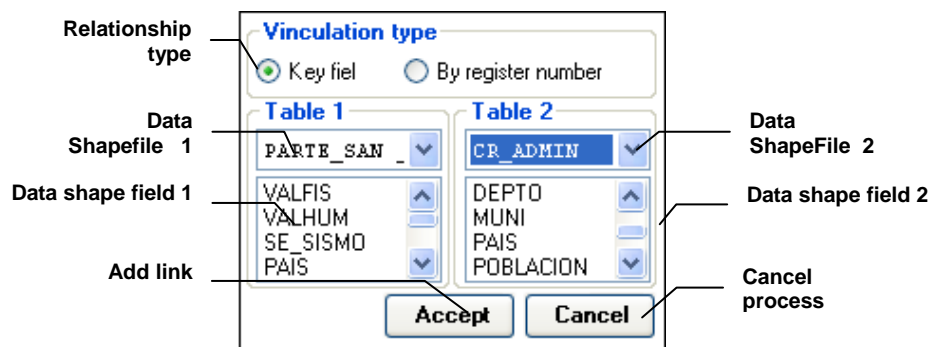 Relationship
type
Vinculation type
Key fiel
By register number
Data
Shapefile 1
Table 1
Table 2
PARTE_SAN _
CR_ADMIN
Data
ShapeFile 2
Data shape field 1
VALFIS
VALHUM
SE_SISMO
PAIS
DEPTO
MUNI
PAIS
POBLACION
Data shape field 2
Add link
Accept
Cancel
Cancel
process